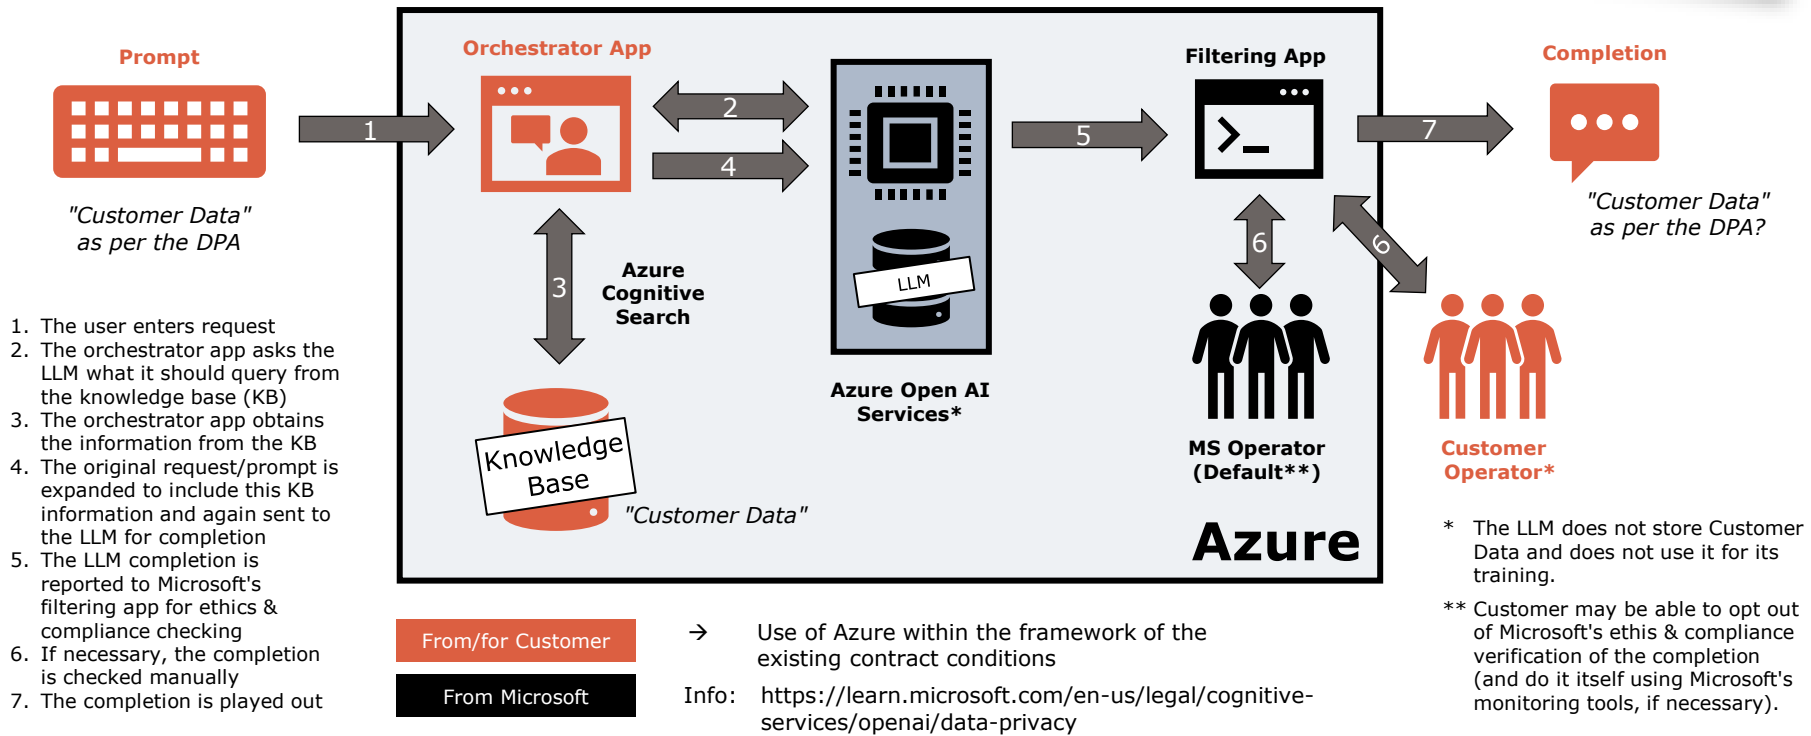 Prompt
1
"Customer Data"
as per the DPA
1. The user enters request
2. The orchestrator app asks the
LLM what it should query from
the knowledge base (KB)
3. The orchestrator app obtains
the information from the KB
4. The original request/prompt is
expanded to include this KB
information and again sent to
the LLM for completion
5. The LLM completion is
reported to Microsoft's
filtering app for ethics &
compliance checking
6. If necessary, the completion
is checked manually
7. The completion is played out
Orchestrator App
2
4
3
Azure
Cognitive
Search
Knowledge
Base
"Customer Data"
LLM
Azure Open AI
Services*
5
Filtering App
6
6
7
MS Operator
(Default**)
Azure
Completion
"Customer Data"
as per the DPA?
Customer
Operator*
* The LLM does not store Customer
Data and does not use it for its
training.
** Customer may be able to opt out
of Microsoft's ethis & compliance
verification of the completion
(and do it itself using Microsoft's
monitoring tools, if necessary).
From/for Customer
From Microsoft
→ Use of Azure within the framework of the
existing contract conditions
Info: https://learn.microsoft.com/en-us/legal/cognitive-
services/openai/data-privacy